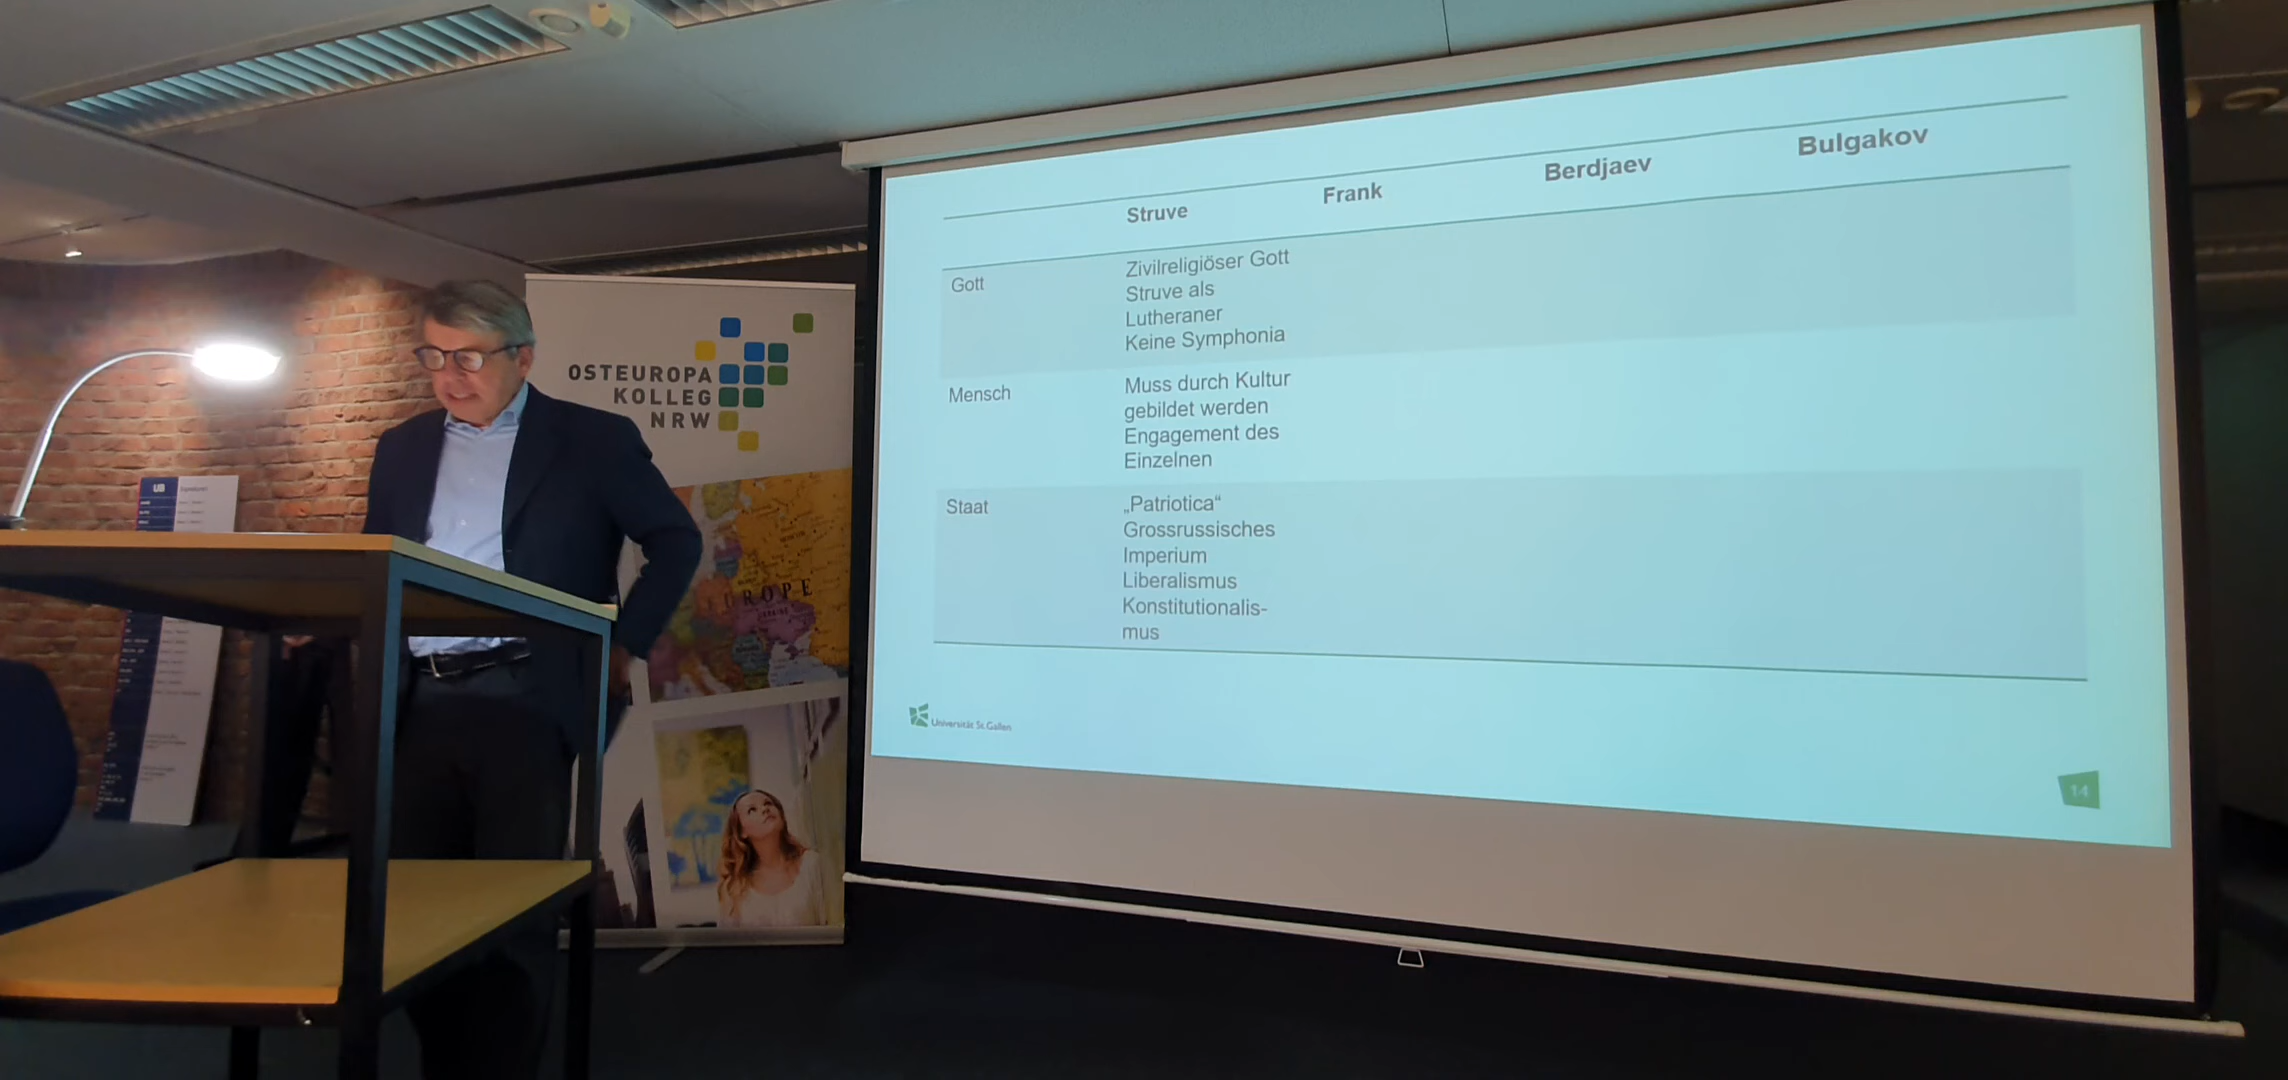 OSTEUROPA
KOLLEG
NRW
EUROPE
UB
Struve
Frank
Berdjaev
Bulgakov
Gott
Zivilreligiöser Gott
Struve als
Lutheraner
Keine Symphonia
Mensch
Muss durch Kultur
gebildet werden
Engagement des
Einzelnen
Staat
„Patriotica“
Grossrussisches
Imperium
Liberalismus
Konstitutionalis-
mus
Universität St.Gallen
14